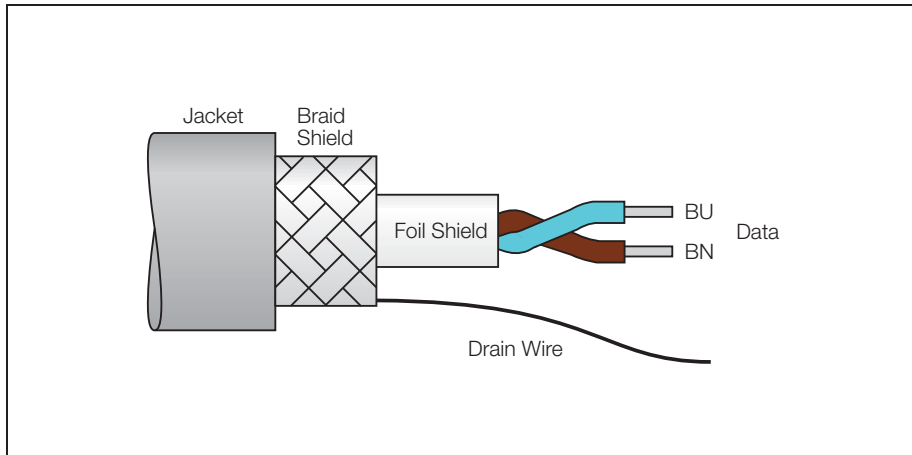 Jacket
Braid
Shield
Foil Shield
BU
BN
Data
Drain Wire